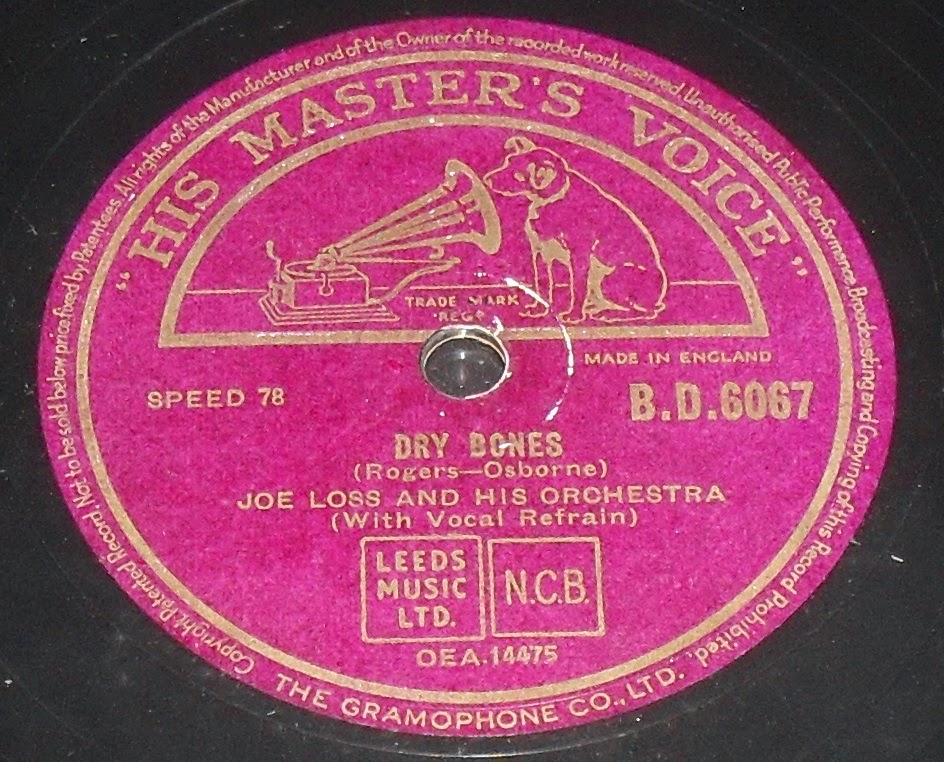 Copyright. Patented Record. Not to be sold below price fixed by Patentees. All rights of the Manufacturer and of the Owner of the recorded work reserved. Unauthorised Public Performance Broadcasting and Copying of this Record Prohibited.
"HIS MASTER'S VOICE"
TRADE MARK
REGD
MADE IN ENGLAND
SPEED 78
B.D.6067
DRY BONES
(Rogers—Osborne)
JOE LOSS AND HIS ORCHESTRA
(With Vocal Refrain)
LEEDS
MUSIC
LTD.
N.C.B.
OEA.14475
THE GRAMOPHONE CO., LTD.